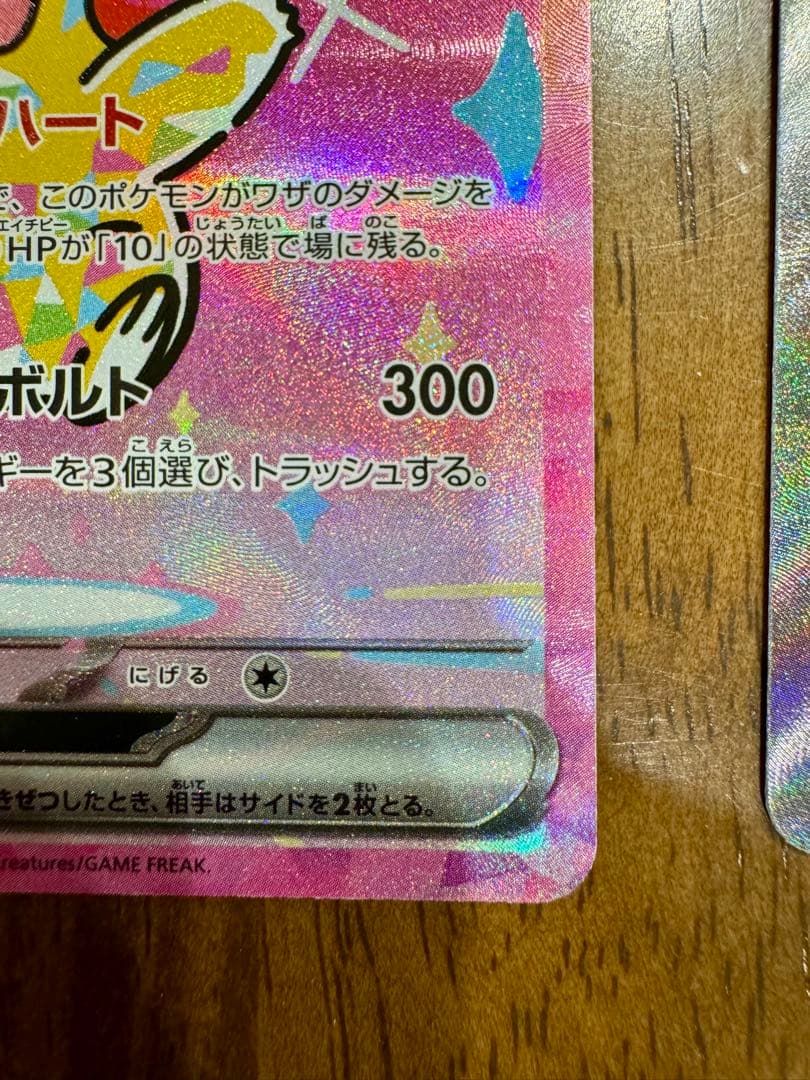 ハート
で、このポケモンがワザのダメージを
エイチピー じょうたい ば のこ
HPが「10」の状態で場に残る。
ボルト 300
こ えら
ギーを3個選び、トラッシュする。
にげる
あいて まい
きぜつしたとき、相手はサイドを2枚とる。
reatures/GAME FREAK.